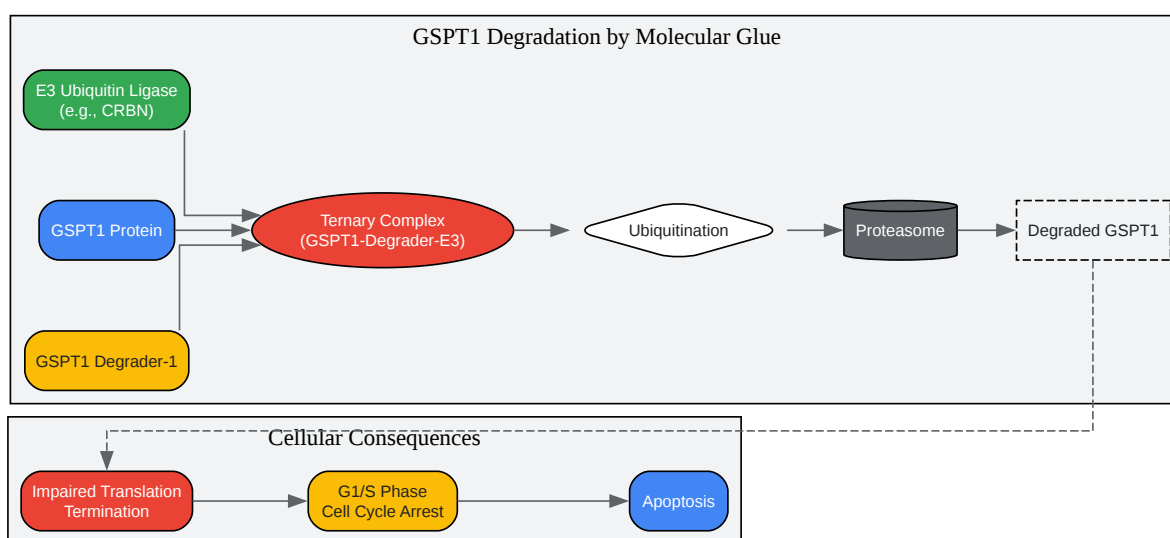 GSPT1 Degradation by Molecular Glue
E3 Ubiquitin Ligase
(e.g., CRBN)
GSPT1 Protein
GSPT1 Degrader-1
Ternary Complex
(GSPT1-Degrader-E3)
Ubiquitination
Proteasome
Degraded GSPT1
Cellular Consequences
Impaired Translation
Termination
G1/S Phase
Cell Cycle Arrest
Apoptosis